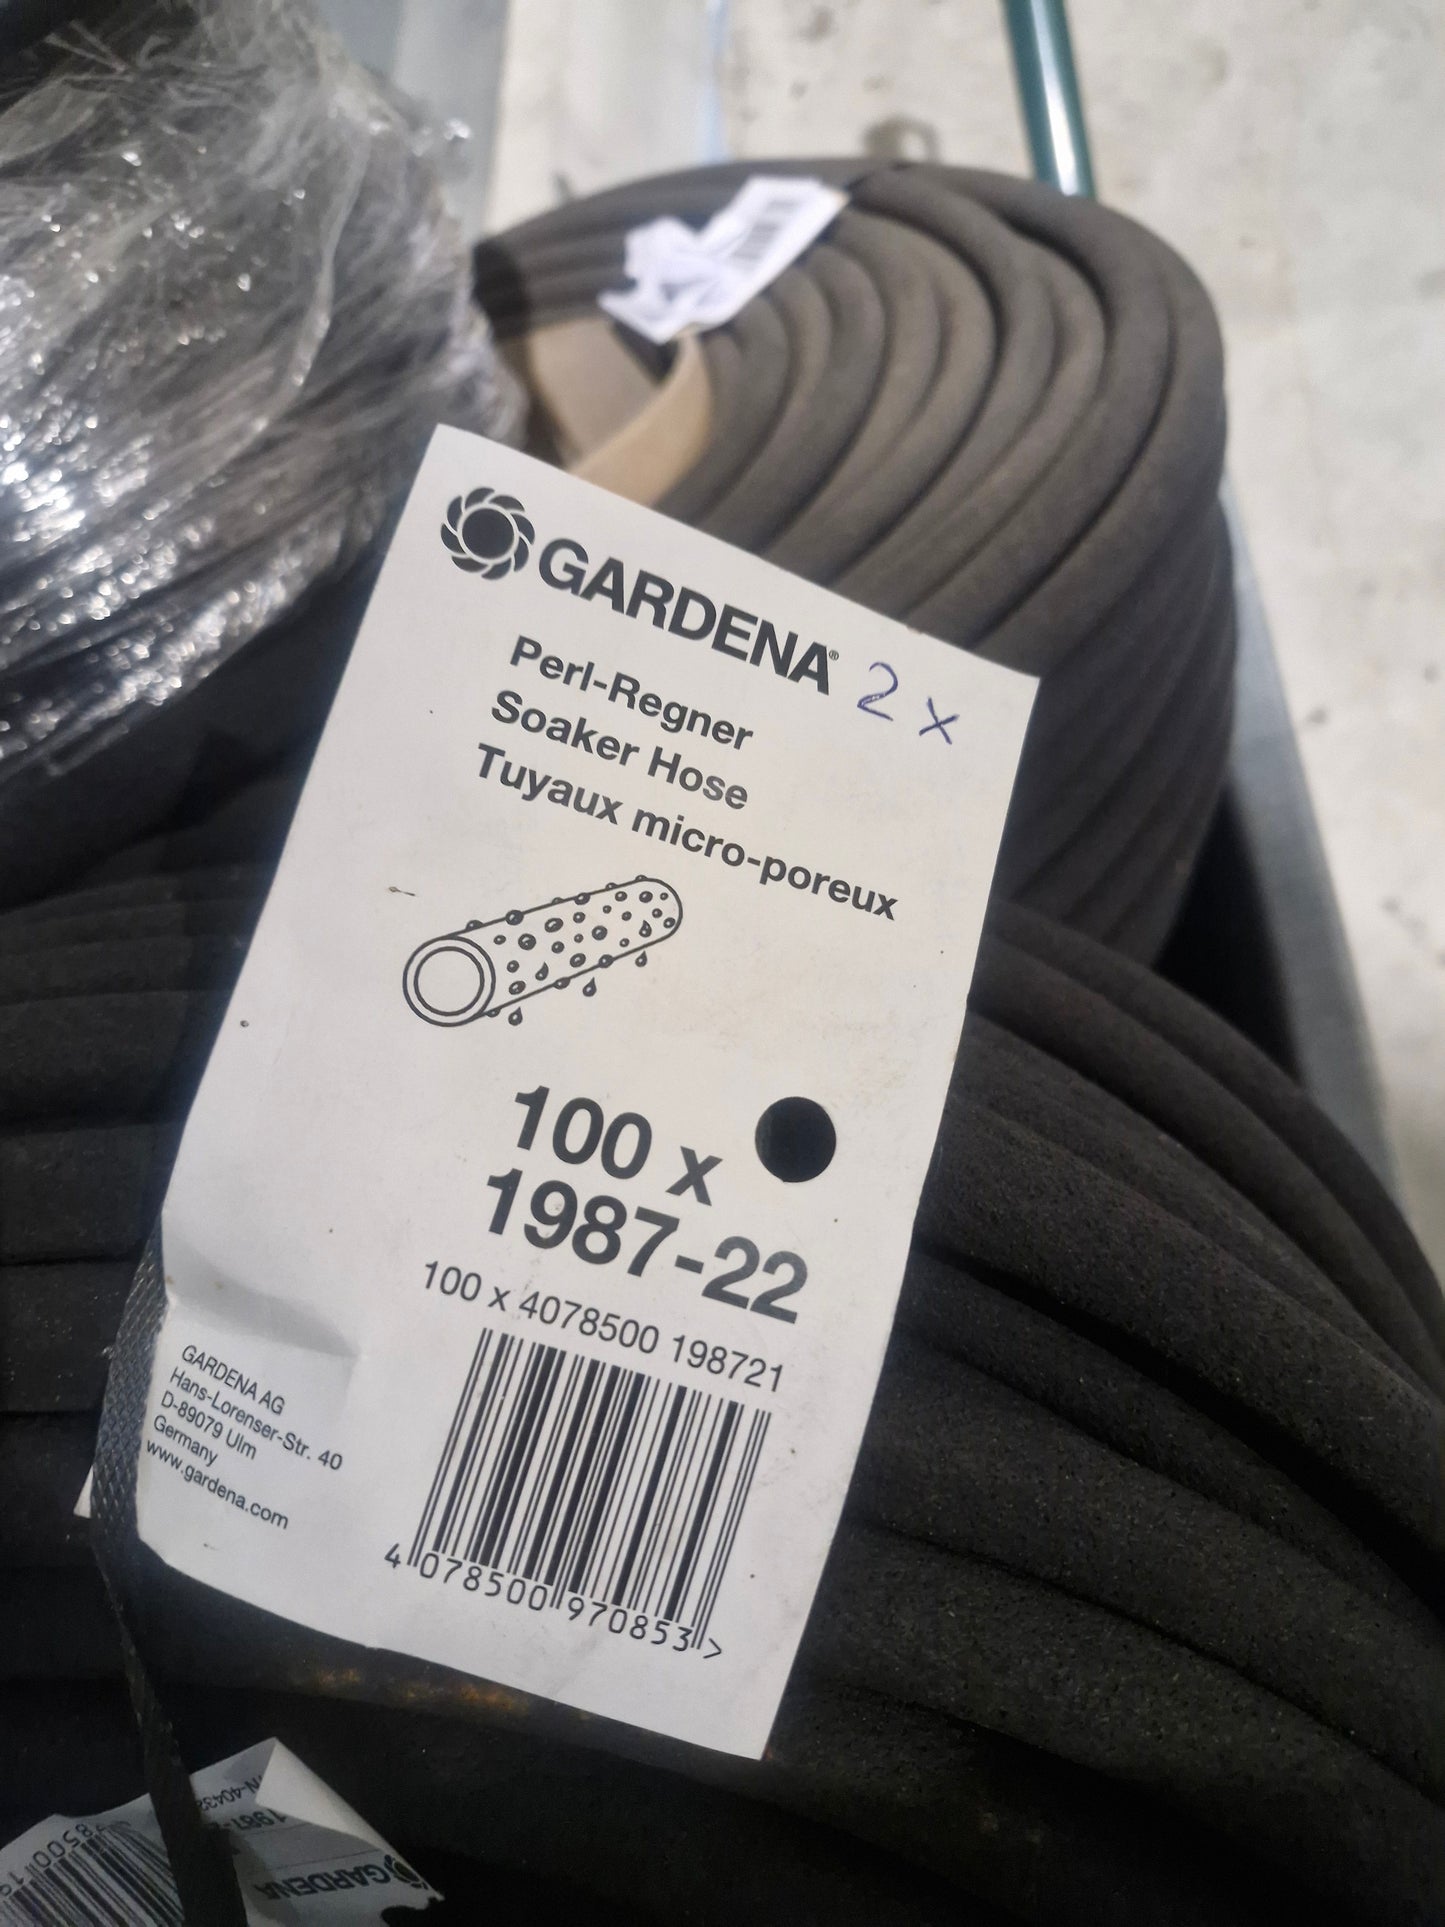 GARDENA®
2 x
Perl-Regner
Soaker Hose
Tuyaux micro-poreux
100 x
1987-22
100 x 4078500 198721
GARDENA AG
Hans-Lorenser-Str. 40
D-89079 Ulm
Germany
www.gardena.com
4 078500 970853 >
GARDENA